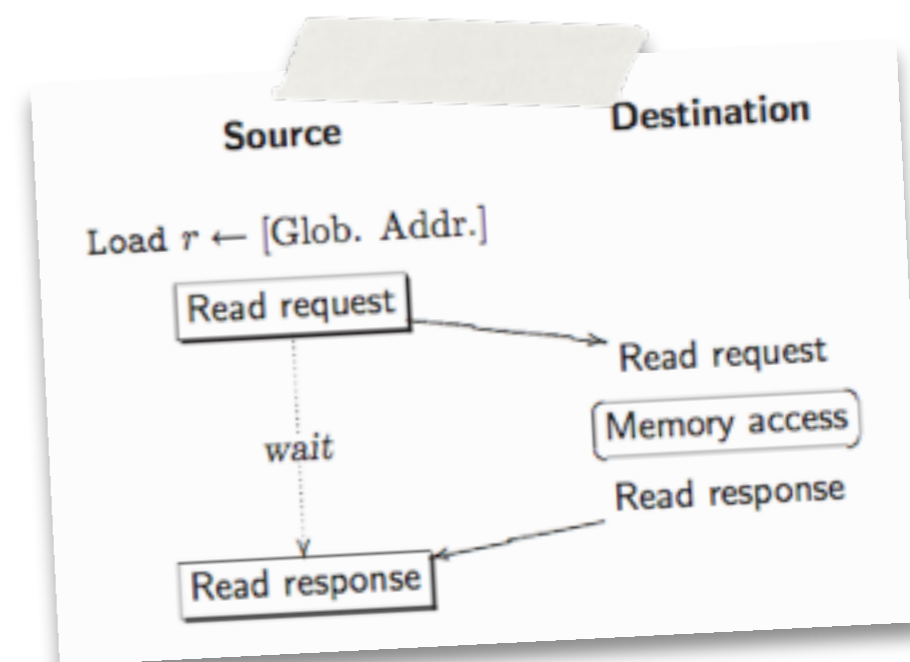 Source
Destination
Load r ← [Glob. Addr.]
Read request
Read request
Memory access
wait
Read response
Read response